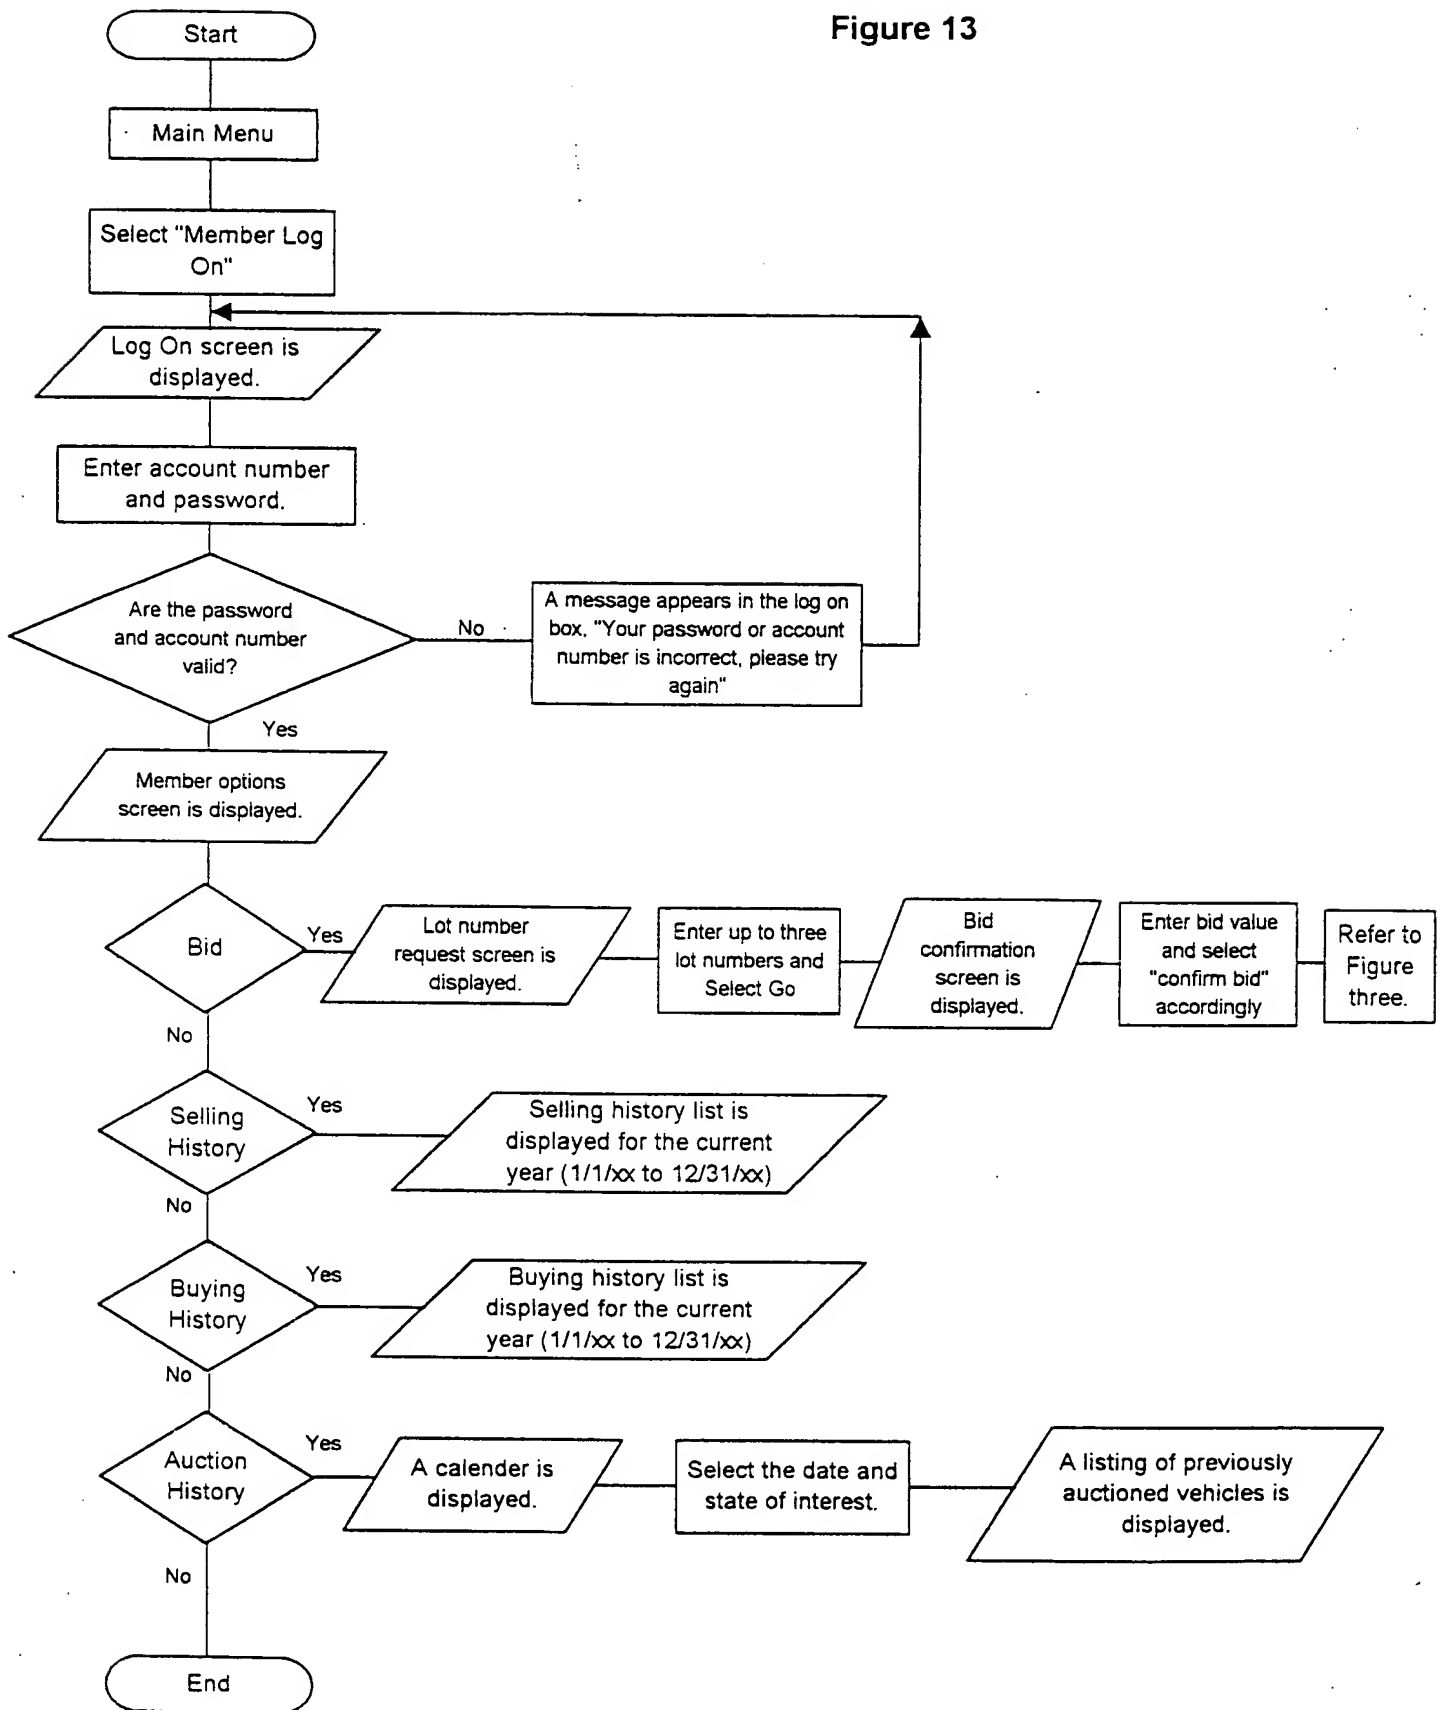 Figure 13
Start
Main Menu
Select "Member Log
On"
Log On screen is
displayed.
Enter account number
and password.
Are the password
and account number
valid?
No
A message appears in the log on
box, "Your password or account
number is incorrect, please try
again"
Yes
Member options
screen is displayed.
Bid
Yes
Lot number
request screen is
displayed.
Enter up to three
lot numbers and
Select Go
Bid
confirmation
screen is
displayed.
Enter bid value
and select
"confirm bid"
accordingly
Refer to
Figure
three.
No
Selling
History
Yes
Selling history list is
displayed for the current
year (1/1/xx to 12/31/xx)
No
Buying
History
Yes
Buying history list is
displayed for the current
year (1/1/xx to 12/31/xx)
No
Auction
History
Yes
A calender is
displayed.
Select the date and
state of interest.
A listing of previously
auctioned vehicles is
displayed.
No
End